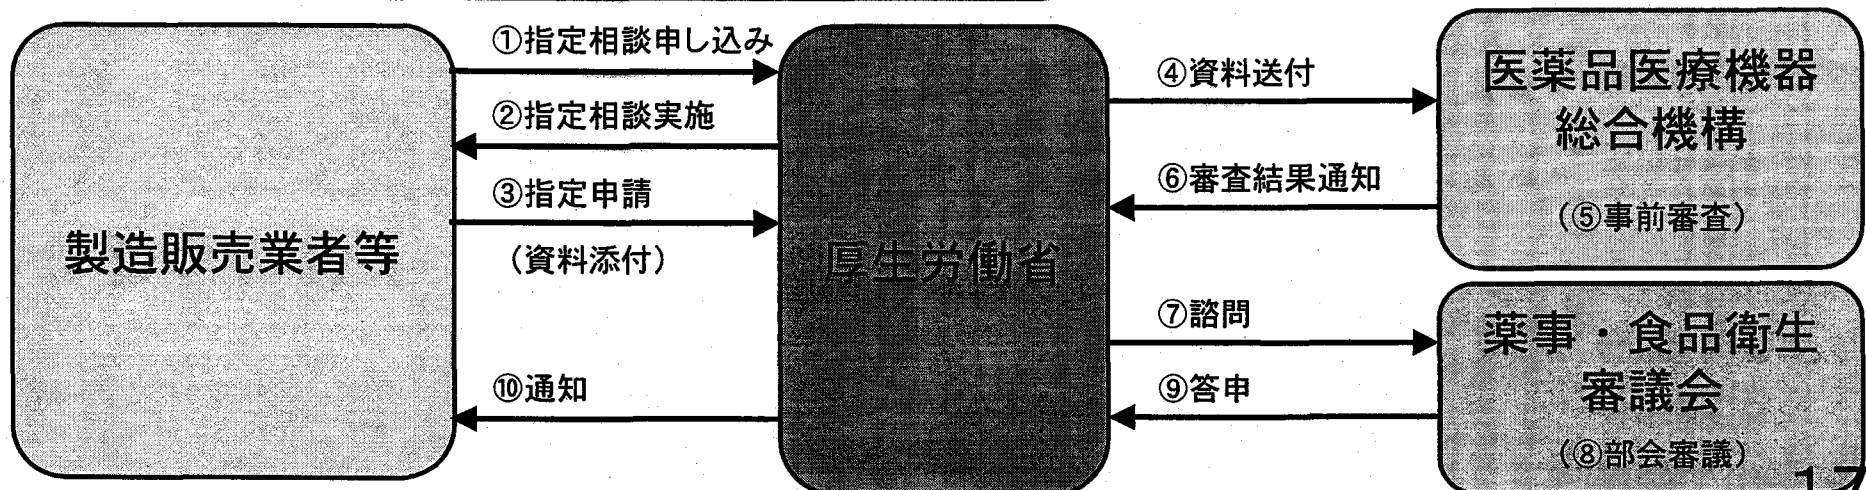 製造販売業者等
①指定相談申し込み
②指定相談実施
③指定申請
（資料添付）
⑩通知
厚生労働省
④資料送付
⑥審査結果通知
⑦諮問
⑨答申
医薬品医療機器
総合機構
（⑤事前審査）
薬事・食品衛生
審議会
（⑧部会審議）
17